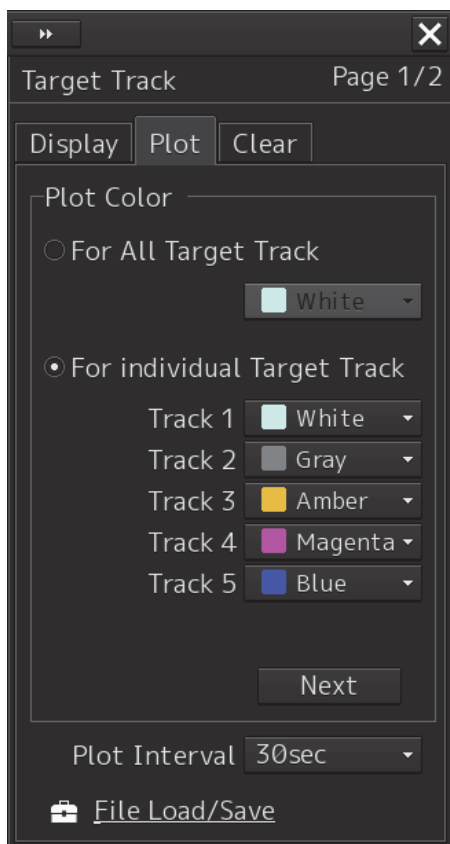 Target Track Page 1/2
Display Plot Clear
Plot Color
For All Target Track
White
For individual Target Track
Track 1 White
Track 2 Gray
Track 3 Amber
Track 4 Magenta
Track 5 Blue
Next
Plot Interval 30sec
File Load/Save